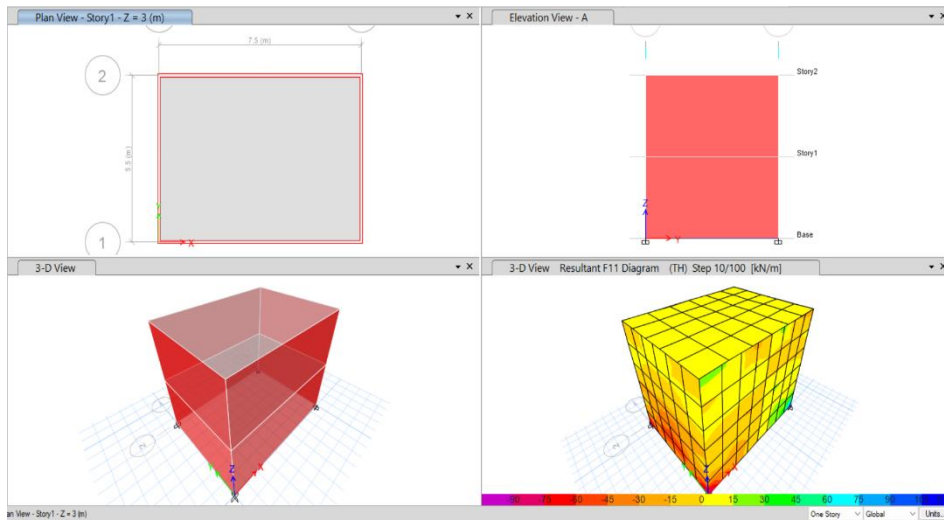 Plan View - Story1 - Z = 3 (m)
7.5 (m)
2
5.5 (m)
1
Y
X
Elevation View - A
Story2
Story1
Base
Z
Y
3-D View
2
Z
Y
X
3-D View Resultant F11 Diagram (TH) Step 10/100 [kN/m]
2
Z
Y
X
-90 -75 -60 -45 -30 -15 0 15 30 45 60 75 90
an View - Story1 - Z = 3 (m)
One Story
Global
Units...